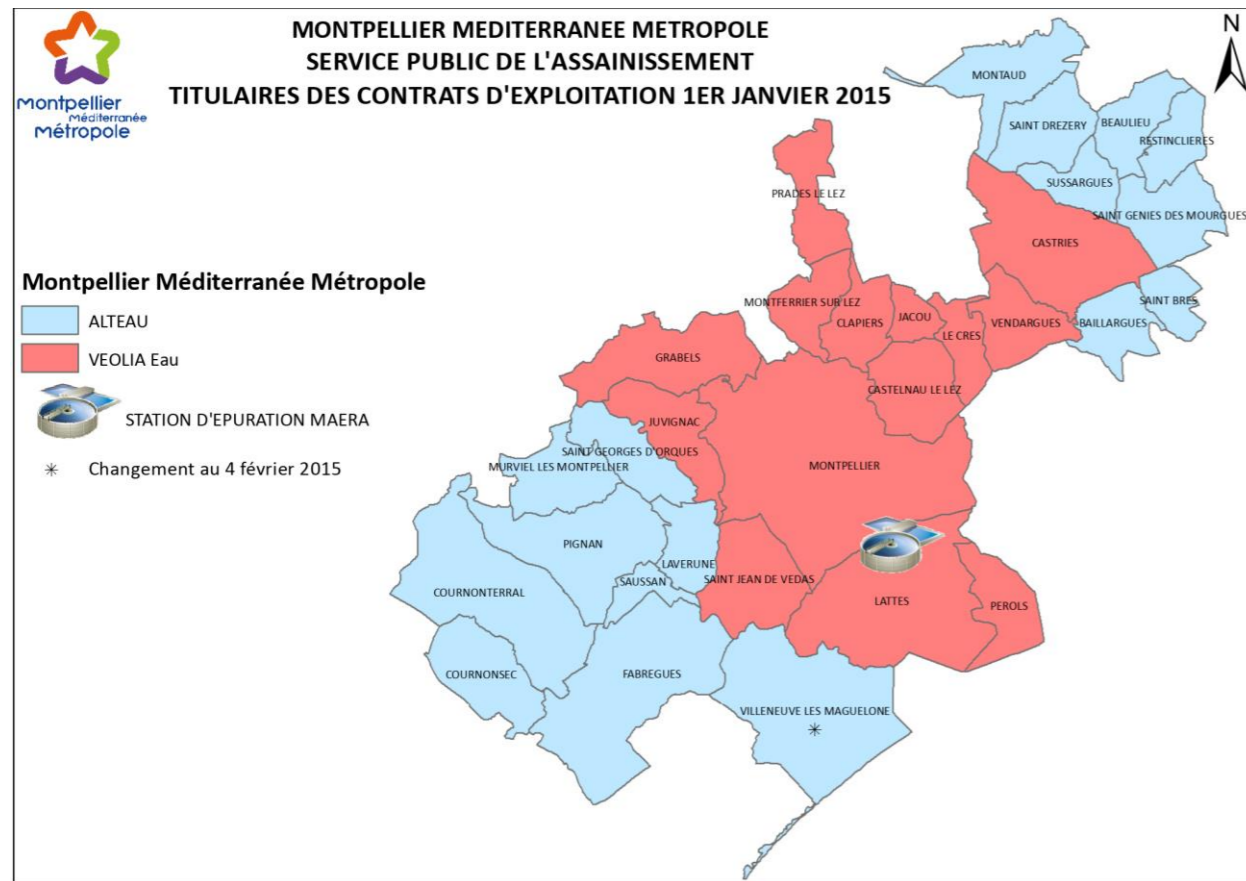 MONTPELLIER MEDITERRANEE METROPOLE
SERVICE PUBLIC DE L'ASSAINISSEMENT
TITULAIRES DES CONTRATS D'EXPLOITATION 1ER JANVIER 2015
Montpellier
Méditerranée
Métropole
N
MONTAUD
SAINT DREZERY
BEAULIEU
RESTINCLIERES
SUSSARGUES
SAINT GENIES DES MOURGUES
PRADES LE LEZ
CASTRIES
Montpellier Méditerranée Métropole
ALTEAU
VEOLIA Eau
STATION D'EPURATION MAERA
Changement au 4 février 2015
MONTFERRIER SUR LEZ
CLAPIERS
JACOU
LE CRES
VENDARGUES
BAILLARGUES
SAINT BRES
GRABELS
CASTELNAU LE LEZ
JUVIGNAC
SAINT GEORGES D'ORQUES
MURVIEL LES MONTPELLIER
MONTPELLIER
PIGNAN
LAVERUNE
SAUSSAN
SAINT JEAN DE VEDAS
COURNONTERRAL
LATTES
PEROLS
COURNONSEC
FABREGUES
VILLENEUVE LES MAGUELONE